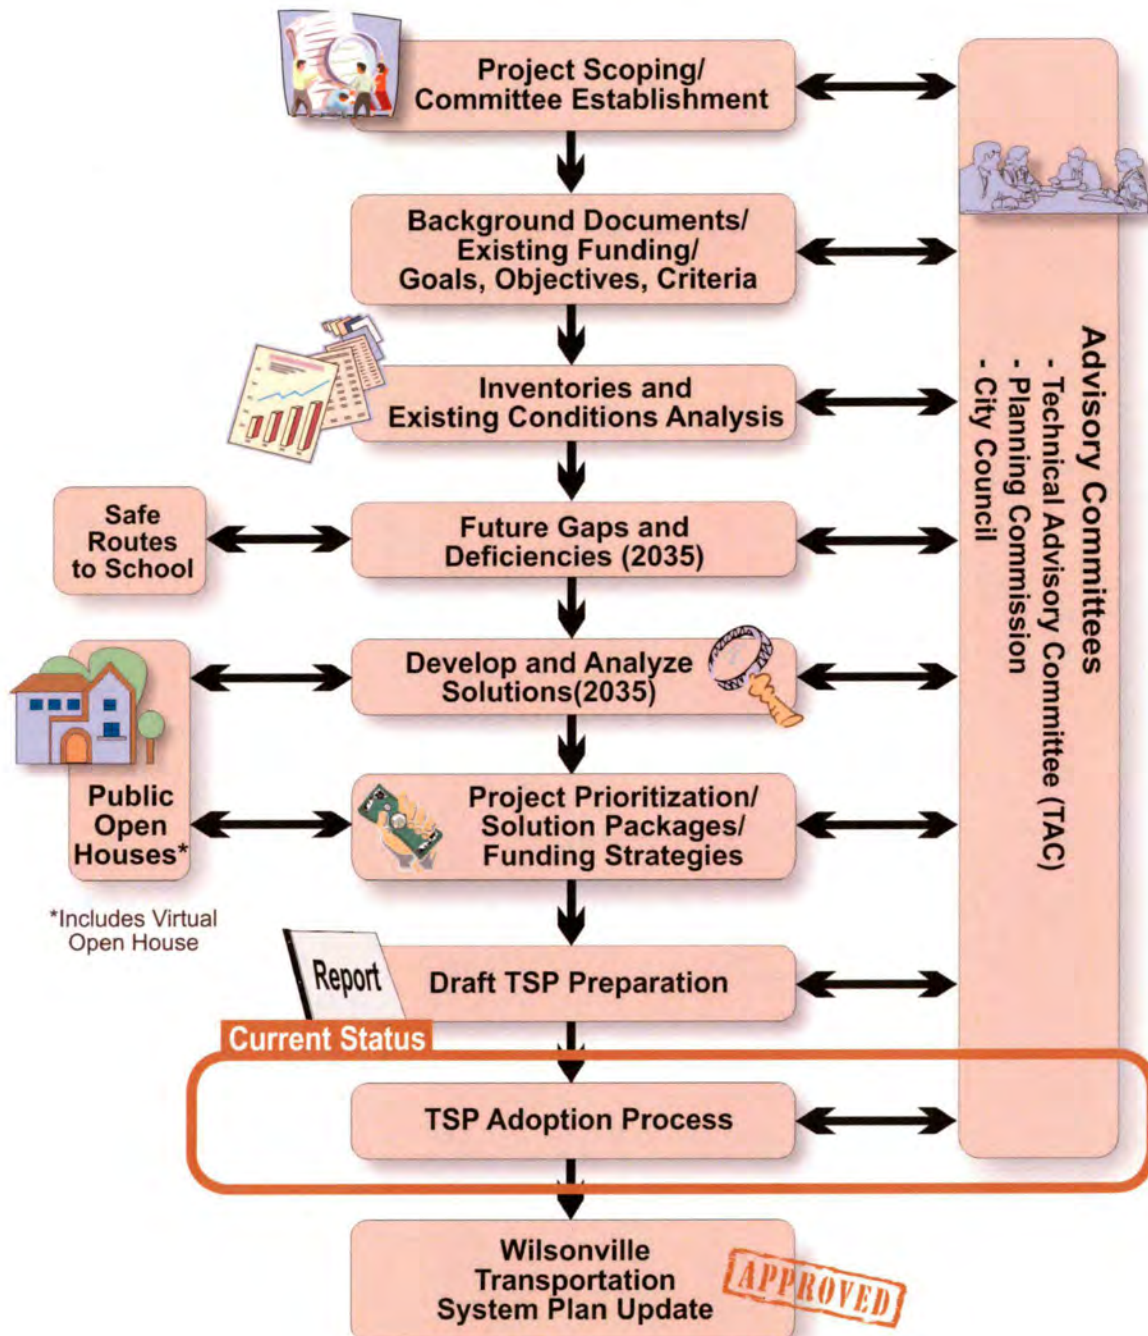 Project Scoping/
Committee Establishment
Background Documents/
Existing Funding/
Goals, Objectives, Criteria
Inventories and
Existing Conditions Analysis
Safe
Routes
to School
Future Gaps and
Deficiencies (2035)
Develop and Analyze
Solutions(2035)
Public
Open
Houses*
*Includes Virtual
Open House
Project Prioritization/
Solution Packages/
Funding Strategies
Report
Draft TSP Preparation
Current Status
TSP Adoption Process
Wilsonville
Transportation
System Plan Update
APPROVED
Advisory Committees
- Technical Advisory Committee (TAC)
- Planning Commission
- City Council